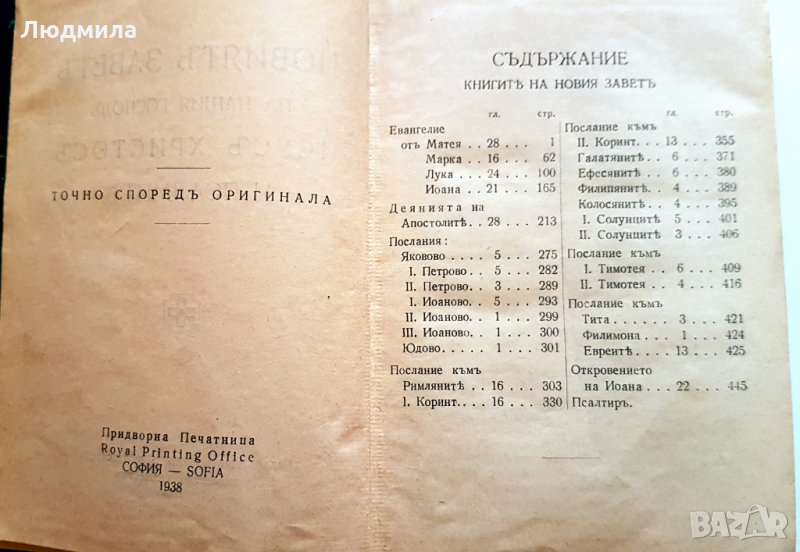 Людмила
ТОЧНО СПОРЕДЪ ОРИГИНАЛА
Придворна Печатница
Royal Printing Office
СОФИЯ — SOFIA
1938
СЪДЪРЖАНИЕ
КНИГИТѢ НА НОВИЯ ЗАВЕТЪ
гл. стр.
Евангелие
отъ Матея . . 28 . . . 1
Марка . . 16 . . . 62
Лука . . . 24 . . . 100
Иоана . . 21 . . . 165
Деянията на
Апостолитѣ . 28 . . . 213
Послания:
Яковово . . . 5 . . . 275
I. Петрово . . 5 . . . 282
II. Петрово . . 3 . . . 289
I. Иоаново . . 5 . . . 293
II. Иоаново . . 1 . . . 299
III. Иоаново. . . 1 . . . 300
Юдово . . . . 1 . . . 301
Послание къмъ
Римлянитѣ . . 16 . . . 303
I. Коринт. . . . 16 . . . 330
гл. стр.
Послание къмъ
II. Коринт. . 13 . . . 355
Галатянитѣ . . 6 . . . 371
Ефесянитѣ . . 6 . . . 380
Филипянитѣ . . 4 . . . 389
Колосянитѣ . . 4 . . . 395
I. Солунцитѣ 5 . . . 401
II. Солунцитѣ 3 . . . 406
Послание къмъ
I. Тимотея . . 6 . . . 409
II. Тимотея . . 4 . . . 416
Послание къмъ
Тита . . . . 3 . . . 421
Филимона . . 1 . . . 424
Евреитѣ . . . 13 . . . 425
Откровението
на Иоана . . 22 . . . 445
Псалтиръ.
BAZAR